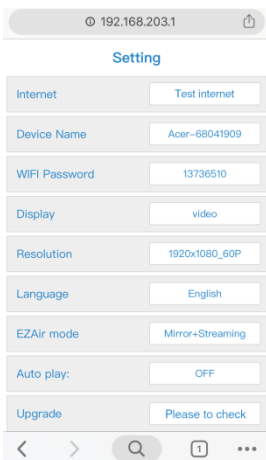 192.168.203.1
Setting
Internet Test internet
Device Name Acer-68041909
WIFI Password 13736510
Display video
Resolution 1920x1080_60P
Language English
EZAir mode Mirror+Streaming
Auto play: OFF
Upgrade Please to check
1